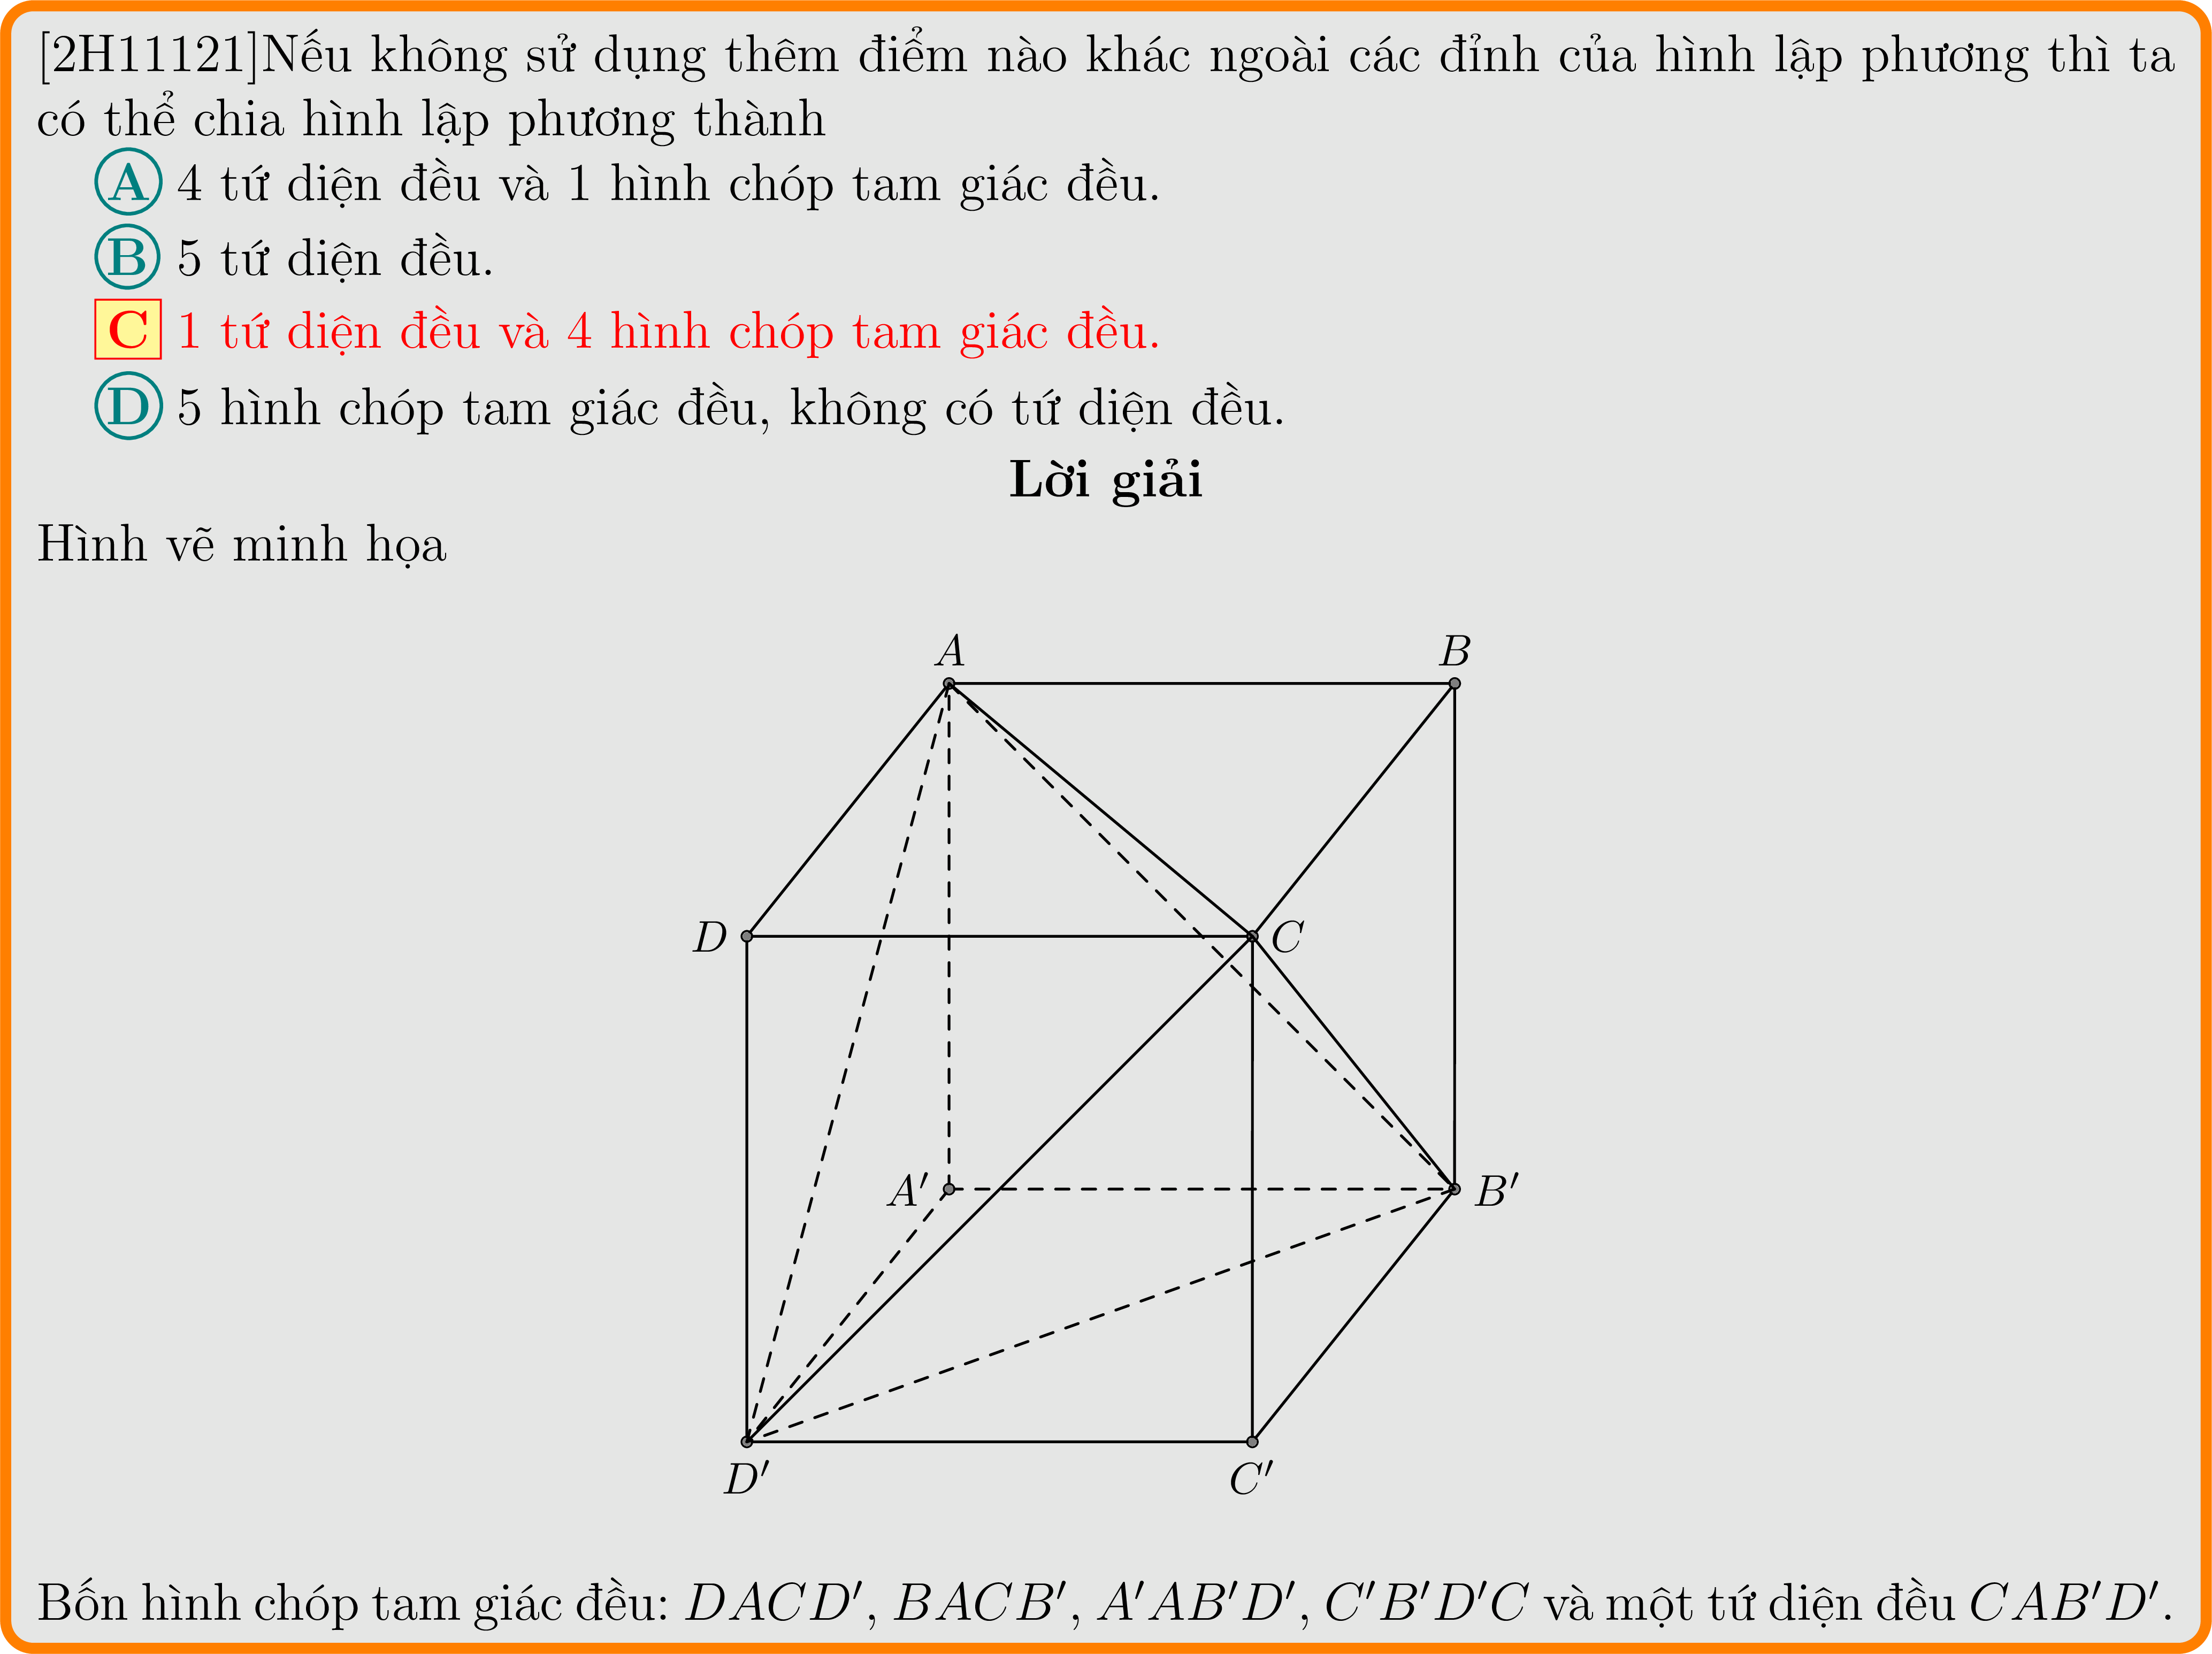 [2H11121]Nếu không sử dụng thêm điểm nào khác ngoài các đỉnh của hình lập phương thì ta
có thể chia hình lập phương thành
A 4 tứ diện đều và 1 hình chóp tam giác đều.
B 5 tứ diện đều.
C 1 tứ diện đều và 4 hình chóp tam giác đều.
D 5 hình chóp tam giác đều, không có tứ diện đều.
Lời giải
Hình vẽ minh họa
A B
D C
A′ B′
D′ C′
Bốn hình chóp tam giác đều: DACD′, BACB′, A′AB′D′, C′B′D′C và một tứ diện đều CAB′D′.